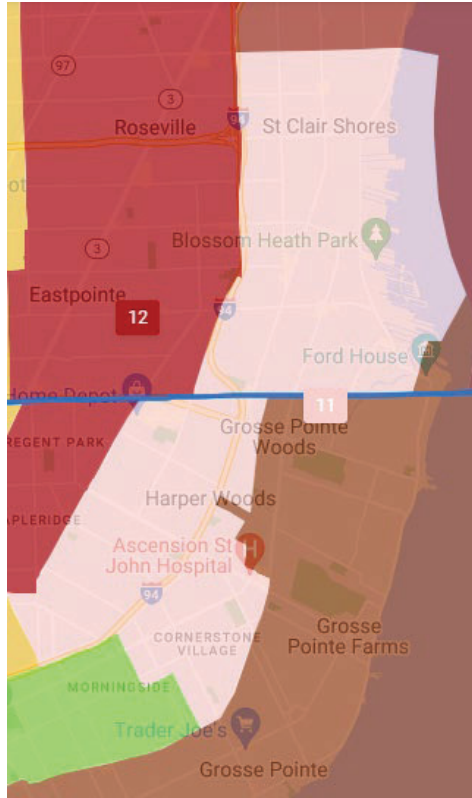 97
3
94
Roseville
St Clair Shores
ot
Blossom Heath Park
3
Eastpointe
94
12
Ford House
Home Depot
11
Grosse Pointe
Woods
REGENT PARK
Harper Woods
APLERIDGE
Ascension St
John Hospital
H
94
Grosse
Pointe Farms
CORNERSTONE
VILLAGE
MORNINGSIDE
Trader Joe's
Grosse Pointe